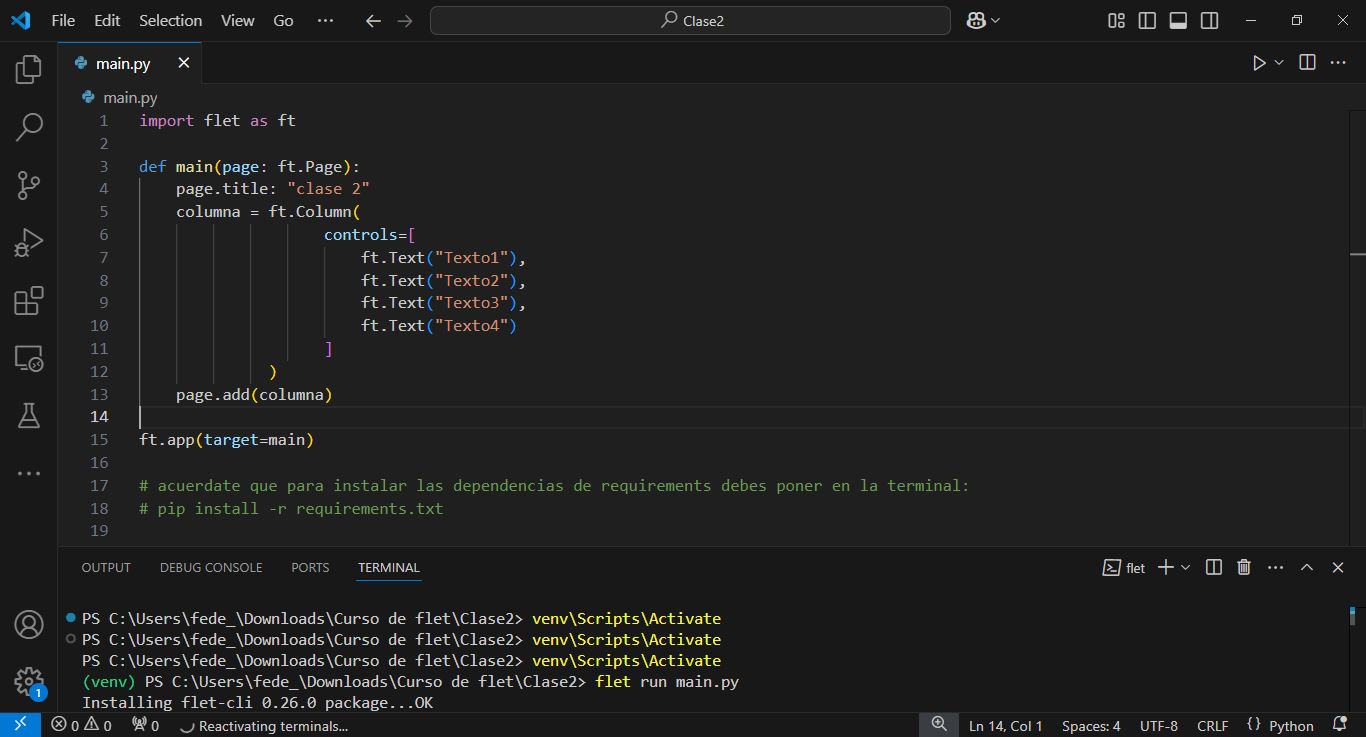 File Edit Selection View Go ··· Clase2
main.py
main.py
1 import flet as ft
2
3 def main(page: ft.Page):
4 page.title: "clase 2"
5 columna = ft.Column(
6 controls=[
7 ft.Text("Texto1"),
8 ft.Text("Texto2"),
9 ft.Text("Texto3"),
10 ft.Text("Texto4")
11 ]
12 )
13 page.add(columna)
14
15 ft.app(target=main)
16
17 # acuerdate que para instalar las dependencias de requirements debes poner en la terminal:
18 # pip install -r requirements.txt
19
OUTPUT DEBUG CONSOLE PORTS TERMINAL flet
PS C:\Users\fede_\Downloads\Curso de flet\Clase2> venv\Scripts\Activate
PS C:\Users\fede_\Downloads\Curso de flet\Clase2> venv\Scripts\Activate
PS C:\Users\fede_\Downloads\Curso de flet\Clase2> venv\Scripts\Activate
(venv) PS C:\Users\fede_\Downloads\Curso de flet\Clase2> flet run main.py
Installing flet-cli 0.26.0 package...OK
1
0 0 0 Reactivating terminals... Ln 14, Col 1 Spaces: 4 UTF-8 CRLF {} Python